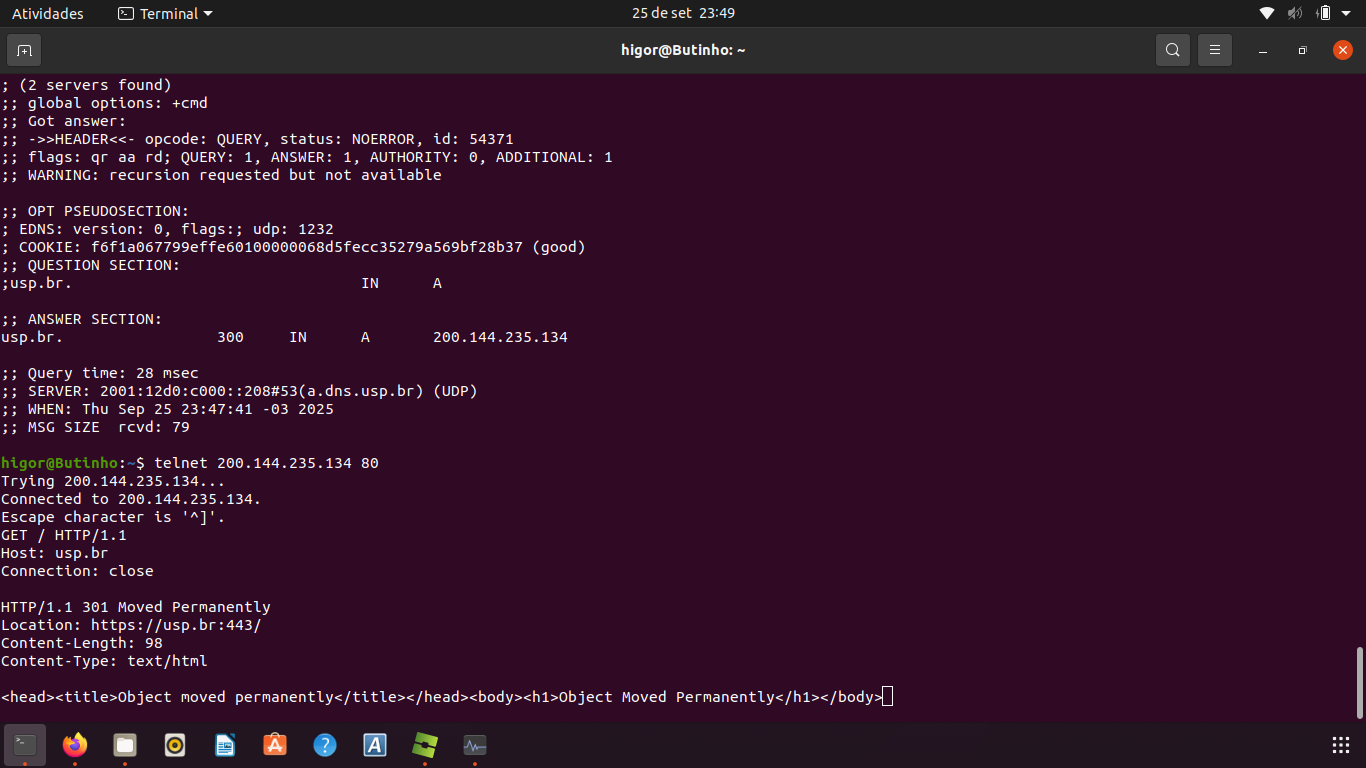 Atividades
Terminal
25 de set 23:49
higor@Butinho: ~
; (2 servers found)
;; global options: +cmd
;; Got answer:
;; ->>HEADER<<- opcode: QUERY, status: NOERROR, id: 54371
;; flags: qr aa rd; QUERY: 1, ANSWER: 1, AUTHORITY: 0, ADDITIONAL: 1
;; WARNING: recursion requested but not available
;; OPT PSEUDOSECTION:
; EDNS: version: 0, flags:; udp: 1232
; COOKIE: f6f1a067799effe60100000068d5fecc35279a569bf28b37 (good)
;; QUESTION SECTION:
;usp.br. IN A
;; ANSWER SECTION:
usp.br. 300 IN A 200.144.235.134
;; Query time: 28 msec
;; SERVER: 2001:12d0:c000::208#53(a.dns.usp.br) (UDP)
;; WHEN: Thu Sep 25 23:47:41 -03 2025
;; MSG SIZE rcvd: 79
higor@Butinho:~$ telnet 200.144.235.134 80
Trying 200.144.235.134...
Connected to 200.144.235.134.
Escape character is '^]'.
GET / HTTP/1.1
Host: usp.br
Connection: close
HTTP/1.1 301 Moved Permanently
Location: https://usp.br:443/
Content-Length: 98
Content-Type: text/html
<head><title>Object moved permanently</title></head><body><h1>Object Moved Permanently</h1></body>